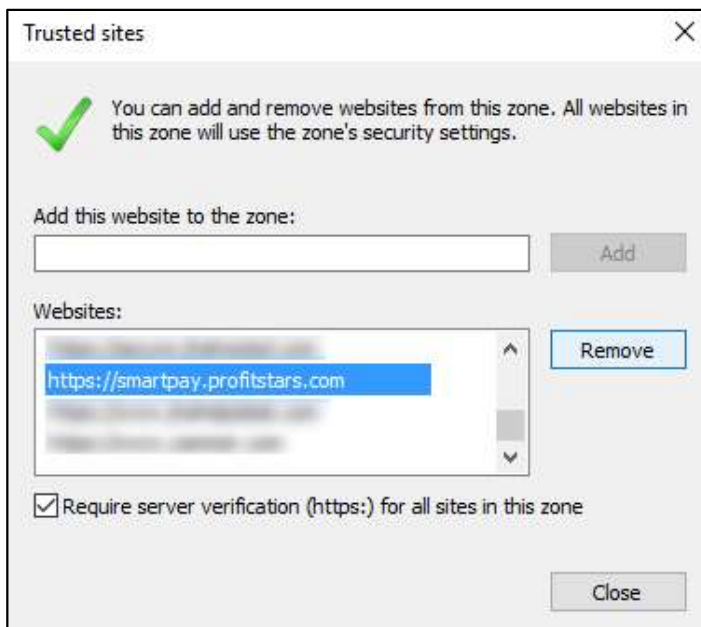 Trusted sites
You can add and remove websites from this zone. All websites in
this zone will use the zone's security settings.
Add this website to the zone:
Add
Websites:
https://smartpay.profitstars.com
Remove
Require server verification (https:) for all sites in this zone
Close